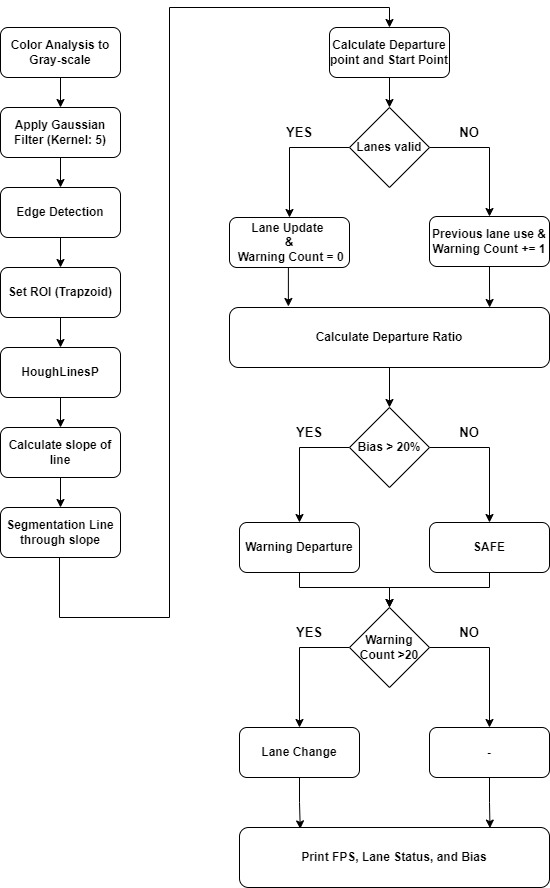 Color Analysis to
Gray-scale
Apply Gaussian
Filter (Kernel: 5)
Edge Detection
Set ROI (Trapzoid)
HoughLinesP
Calculate slope of
line
Segmentation Line
through slope
Calculate Departure
point and Start Point
Lanes valid
YES
NO
Lane Update
&
Warning Count = 0
Previous lane use &
Warning Count += 1
Calculate Departure Ratio
Bias > 20%
YES
NO
Warning Departure
SAFE
Warning
Count >20
YES
NO
Lane Change
-
Print FPS, Lane Status, and Bias